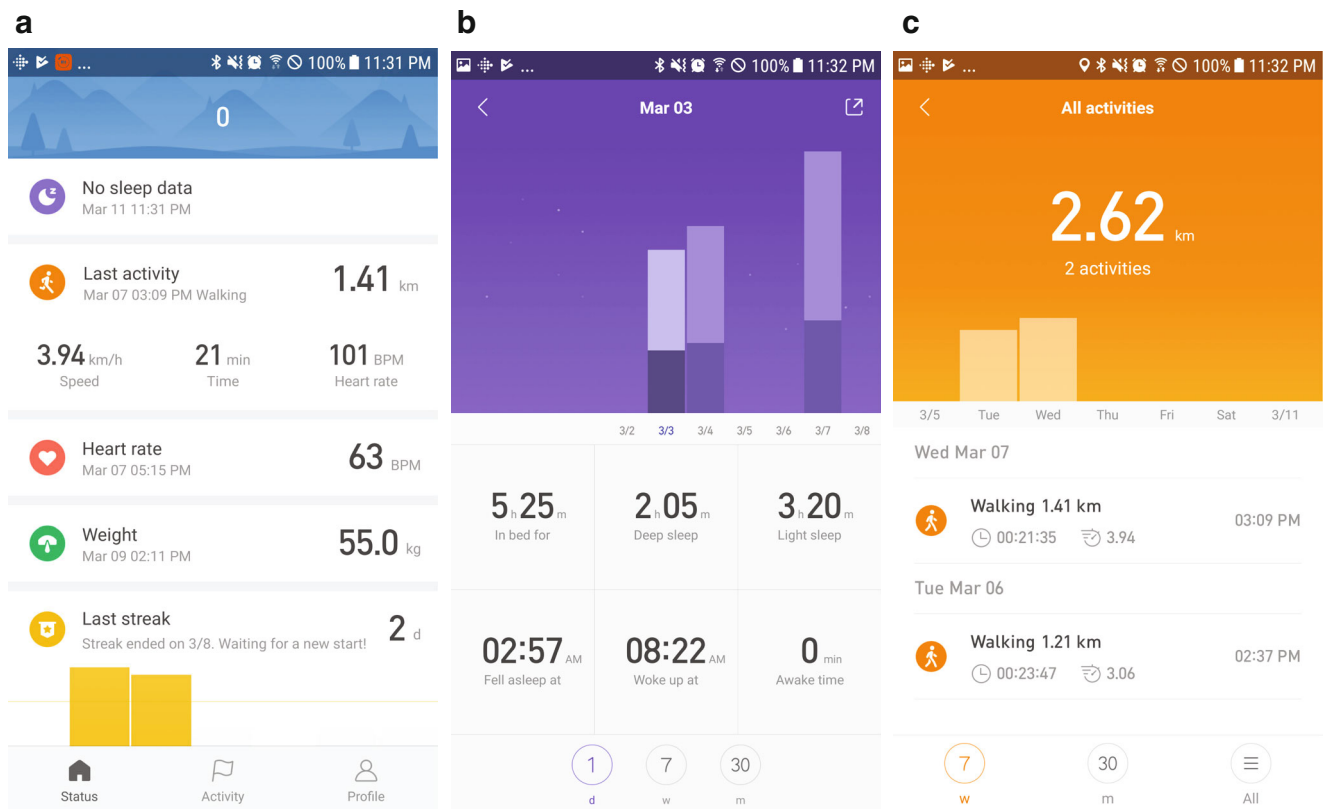 a
... 100% 11:31 PM
0
No sleep data
Mar 11 11:31 PM
Last activity
Mar 07 03:09 PM Walking
1.41 km
3.94 km/h 21 min 101 BPM
Speed Time Heart rate
Heart rate
Mar 07 05:15 PM
63 BPM
Weight
Mar 09 02:11 PM
55.0 kg
Last streak
Streak ended on 3/8. Waiting for a new start!
2 d
Status Activity Profile
b
... 100% 11:32 PM
Mar 03
3/2 3/3 3/4 3/5 3/6 3/7 3/8
5 h 25 m 2 h 05 m 3 h 20 m
In bed for Deep sleep Light sleep
02:57 AM 08:22 AM 0 min
Fell asleep at Woke up at Awake time
1 7 30
d w m
c
... 100% 11:32 PM
All activities
2.62 km
2 activities
3/5 Tue Wed Thu Fri Sat 3/11
Wed Mar 07
Walking 1.41 km
00:21:35 3.94
03:09 PM
Tue Mar 06
Walking 1.21 km
00:23:47 3.06
02:37 PM
7 30
w m All